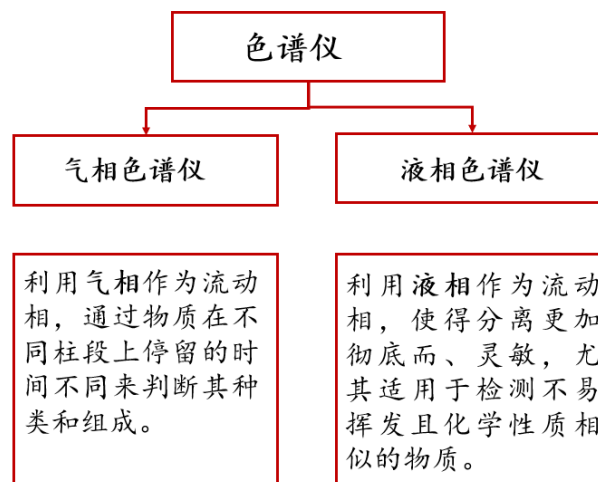 色谱仪
气相色谱仪
液相色谱仪
利用气相作为流动
相，通过物质在不
同柱段上停留的时
间不同来判断其种
类和组成。
利用液相作为流动
相，使得分离更加
彻底而、灵敏，尤
其适用于检测不易
挥发且化学性质相
似的物质。